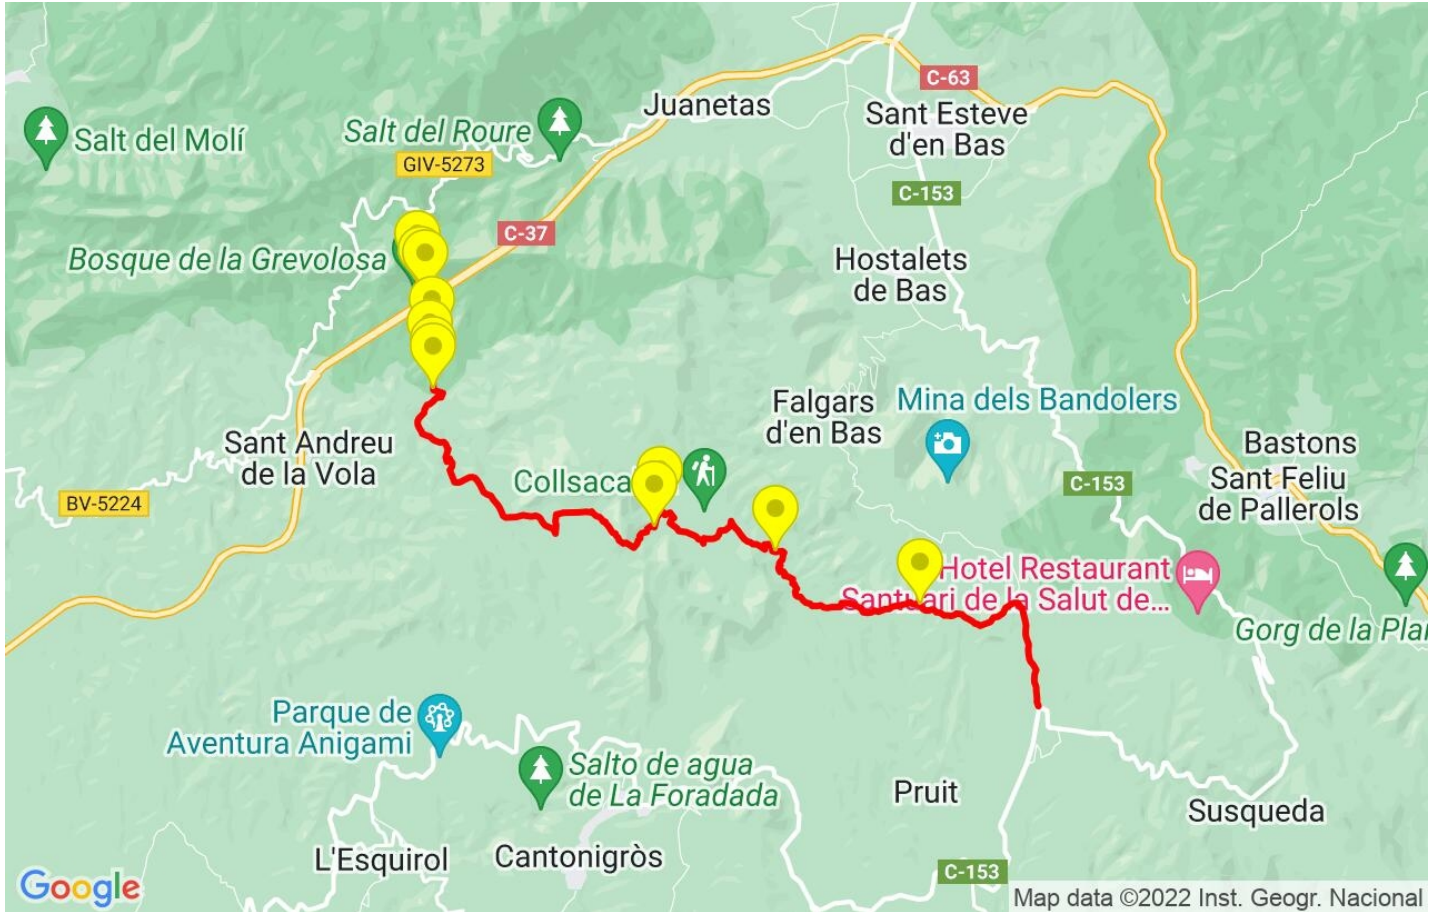 C-63
Juanetas
Sant Esteve
d'en Bas
Salt del Molí
Salt del Roure
GIV-5273
C-153
C-37
Bosque de la Grevolosa
Hostalets
de Bas
Falgars
d'en Bas
Mina dels Bandolers
Sant Andreu
de la Vola
Bastons
Sant Feliu
de Pallerols
Collsaca
C-153
BV-5224
Hotel Restaurant
Santuari de la Salut de...
Gorg de la Plan
Parque de
Aventura Anigami
Salto de agua
de La Foradada
Pruit
Susqueda
L'Esquirol
Cantonigròs
C-153
Google
Map data ©2022 Inst. Geogr. Nacional